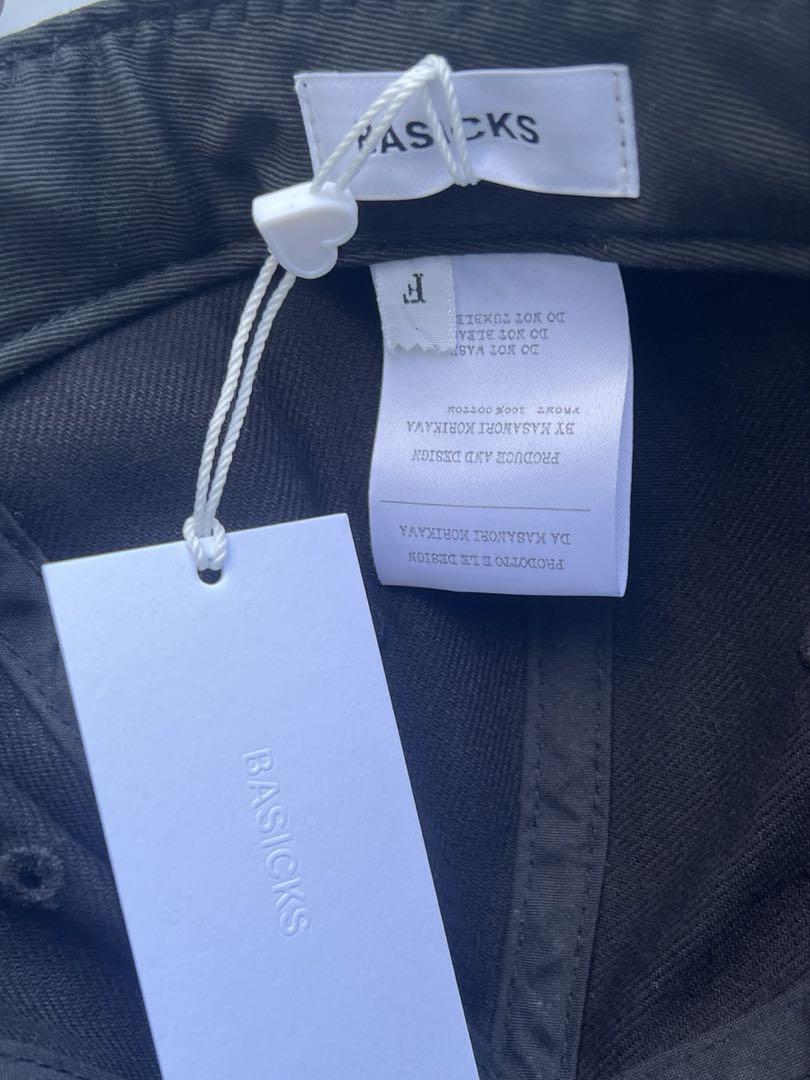 BASICKS
F
PRODOTTO E LE DESIGN
DA MASANORI MORIKAWA
PRODUCE AND DESIGN
BY MASANORI MORIKAWA
FRONT 100% COTTON
DO NOT WASH
DO NOT BLEA
DO NOT TUMBLE
BASICKS